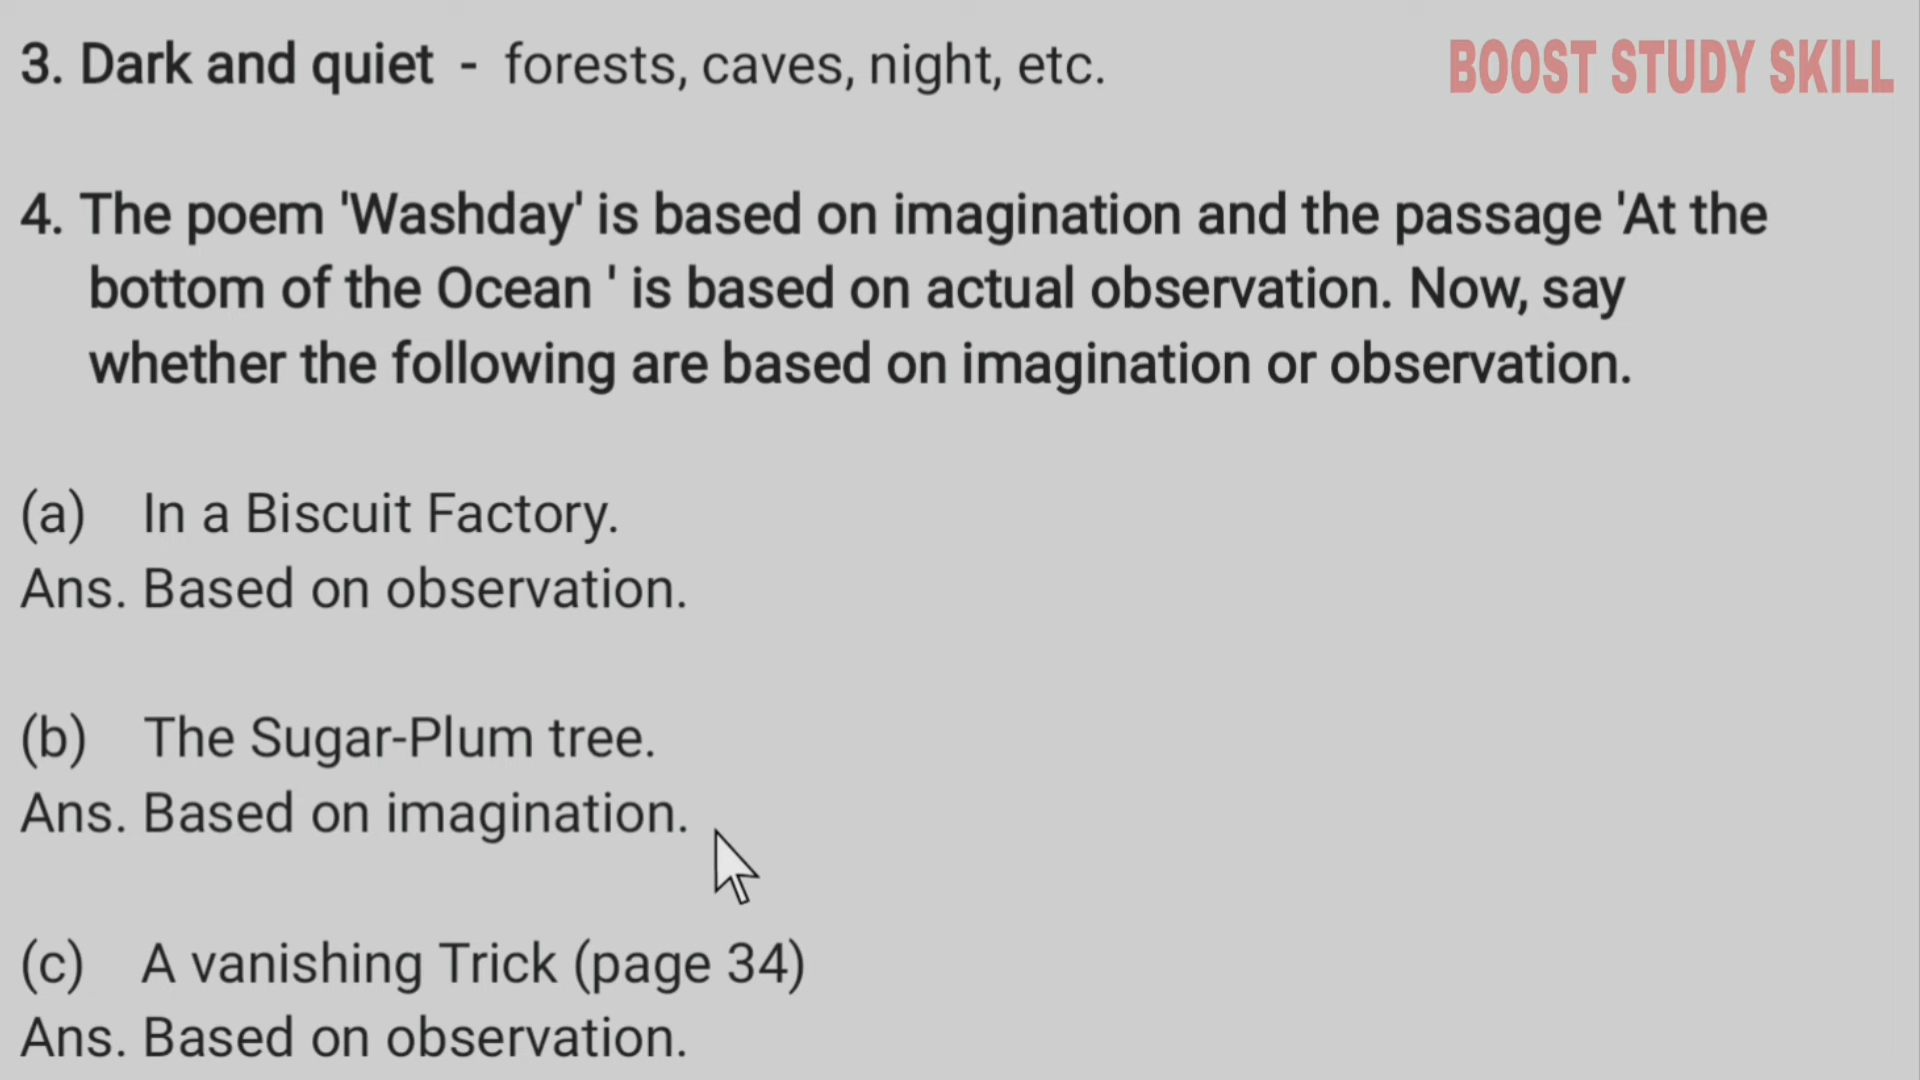 3. Dark and quiet - forests, caves, night, etc.
BOOST STUDY SKILL
4. The poem 'Washday' is based on imagination and the passage 'At the
bottom of the Ocean ' is based on actual observation. Now, say
whether the following are based on imagination or observation.
(a) In a Biscuit Factory.
Ans. Based on observation.
(b) The Sugar-Plum tree.
Ans. Based on imagination.
(c) A vanishing Trick (page 34)
Ans. Based on observation.